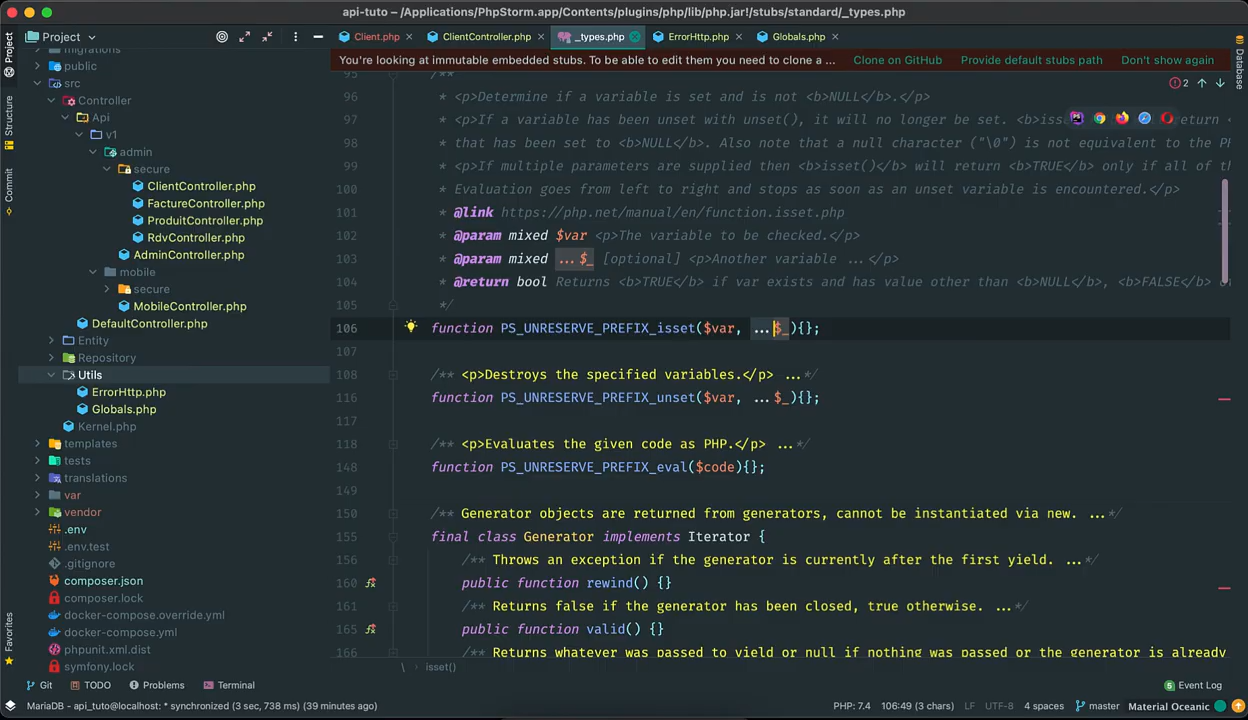 api-tuto – /Applications/PhpStorm.app/Contents/plugins/php/lib/php.jar!/stubs/standard/_types.php
Project
Client.php
ClientController.php
_types.php
ErrorHttp.php
Globals.php
You're looking at immutable embedded stubs. To be able to edit them you need to clone a ...
Clone on GitHub
Provide default stubs path
Don't show again
Project
Structure
Commit
Favorites
Database
migrations
public
src
Controller
Api
v1
admin
secure
ClientController.php
FactureController.php
ProduitController.php
RdvController.php
AdminController.php
mobile
secure
MobileController.php
DefaultController.php
Entity
Repository
Utils
ErrorHttp.php
Globals.php
Kernel.php
templates
tests
translations
var
vendor
.env
.env.test
.gitignore
composer.json
composer.lock
docker-compose.override.yml
docker-compose.yml
phpunit.xml.dist
symfony.lock
2
95 /**
96 * <p>Determine if a variable is set and is not <b>NULL</b>.</p>
97 * <p>If a variable has been unset with unset(), it will no longer be set. <b>isse return
98 that has been set to <b>NULL</b>. Also note that a null character ("\0") is not equivalent to the PH
99 * <p>If multiple parameters are supplied then <b>isset()</b> will return <b>TRUE</b> only if all of th
100 * Evaluation goes from left to right and stops as soon as an unset variable is encountered.</p>
101 * @link https://php.net/manual/en/function.isset.php
102 * @param mixed $var <p>The variable to be checked.</p>
103 * @param mixed ...$_ [optional] <p>Another variable ...</p>
104 * @return bool Returns <b>TRUE</b> if var exists and has value other than <b>NULL</b>, <b>FALSE</b> o
105 */
106 function PS_UNRESERVE_PREFIX_isset($var, ...$_){};
107
108 /** <p>Destroys the specified variables.</p> ...*/
116 function PS_UNRESERVE_PREFIX_unset($var, ...$_){};
117
118 /** <p>Evaluates the given code as PHP.</p> ...*/
148 function PS_UNRESERVE_PREFIX_eval($code){};
149
150 /** Generator objects are returned from generators, cannot be instantiated via new. ...*/
155 final class Generator implements Iterator {
156 /** Throws an exception if the generator is currently after the first yield. ...*/
160 public function rewind() {}
161 /** Returns false if the generator has been closed, true otherwise. ...*/
165 public function valid() {}
166 /** Returns whatever was passed to yield or null if nothing was passed or the generator is already
\ isset()
Git
TODO
Problems
Terminal
5 Event Log
MariaDB - api_tuto@localhost: * synchronized (3 sec, 738 ms) (39 minutes ago)
PHP: 7.4
106:49 (3 chars)
LF
UTF-8
4 spaces
master
Material Oceanic